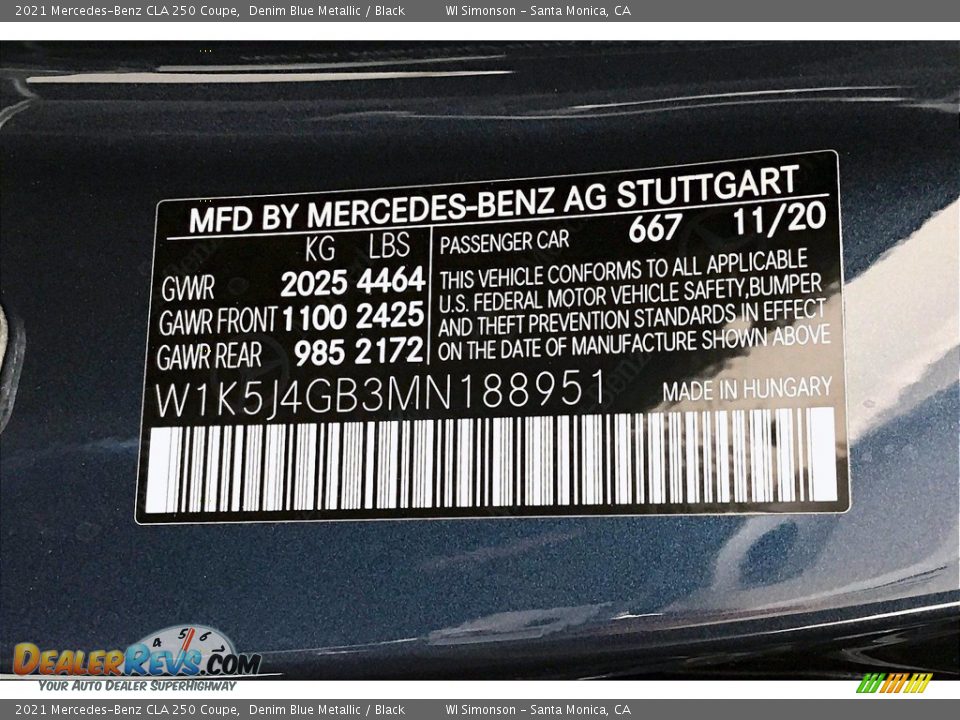 2021 Mercedes-Benz CLA 250 Coupe, Denim Blue Metallic / Black WI Simonson - Santa Monica, CA
MFD BY MERCEDES-BENZ AG STUTTGART
KG LBS
GVWR 2025 4464
GAWR FRONT 1100 2425
GAWR REAR 985 2172
PASSENGER CAR 667 11/20
THIS VEHICLE CONFORMS TO ALL APPLICABLE
U.S. FEDERAL MOTOR VEHICLE SAFETY,BUMPER
AND THEFT PREVENTION STANDARDS IN EFFECT
ON THE DATE OF MANUFACTURE SHOWN ABOVE
W1K5J4GB3MN188951 MADE IN HUNGARY
4 5 6
DEALERREVS.COM
YOUR AUTO DEALER SUPERHIGHWAY
2021 Mercedes-Benz CLA 250 Coupe, Denim Blue Metallic / Black WI Simonson - Santa Monica, CA